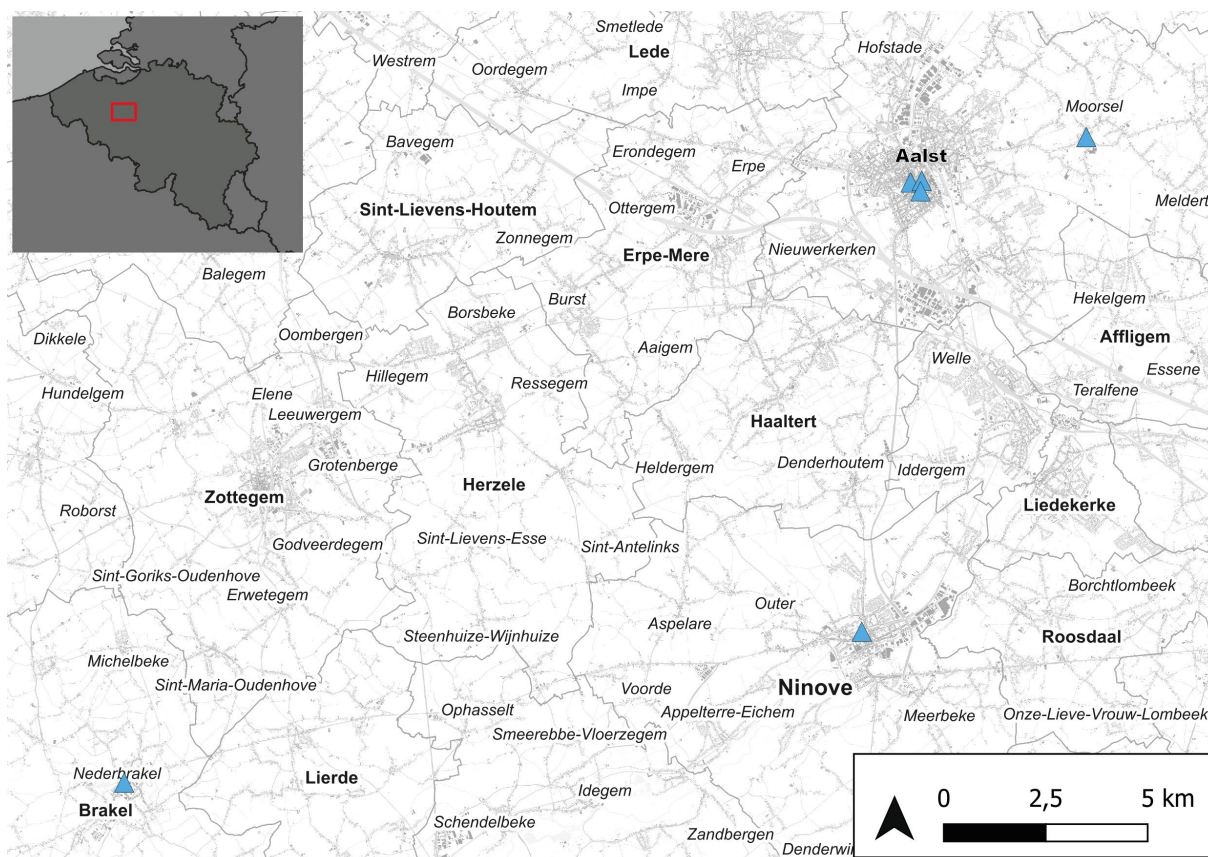 Smetlede
Lede
Hofstade
Westrem
Oordegem
Impe
Moorsel
Bavegem
Erondegem
Erpe
Aalst
Meldert
Sint-Lievens-Houtem
Ottergem
Zonnegem
Erpe-Mere
Nieuwerkerken
Balegem
Hekelgem
Borsbeke
Burst
Dikkele
Oombergen
Aaigem
Affligem
Welle
Essene
Hundelgem
Hillegem
Ressegem
Teralfene
Elene
Leeuwergem
Haaltert
Grotenberge
Heldergem
Denderhoutem
Iddergem
Zottegem
Herzele
Liedekerke
Roborst
Godveerdegem
Sint-Lievens-Esse
Sint-Antelinks
Sint-Goriks-Oudenhove
Erwetegem
Borchtlombeek
Outer
Aspelare
Steenhuize-Wijnhuize
Roosdaal
Michelbeke
Sint-Maria-Oudenhove
Voorde
Ninove
Ophasselt
Appelterre-Eichem
Meerbeke
Onze-Lieve-Vrouw-Lombeek
Smeerebbe-Vloerzegem
Nederbrakel
Lierde
Idegem
Brakel
Schendelbeke
Zandbergen
Denderwin
0 2,5 5 km